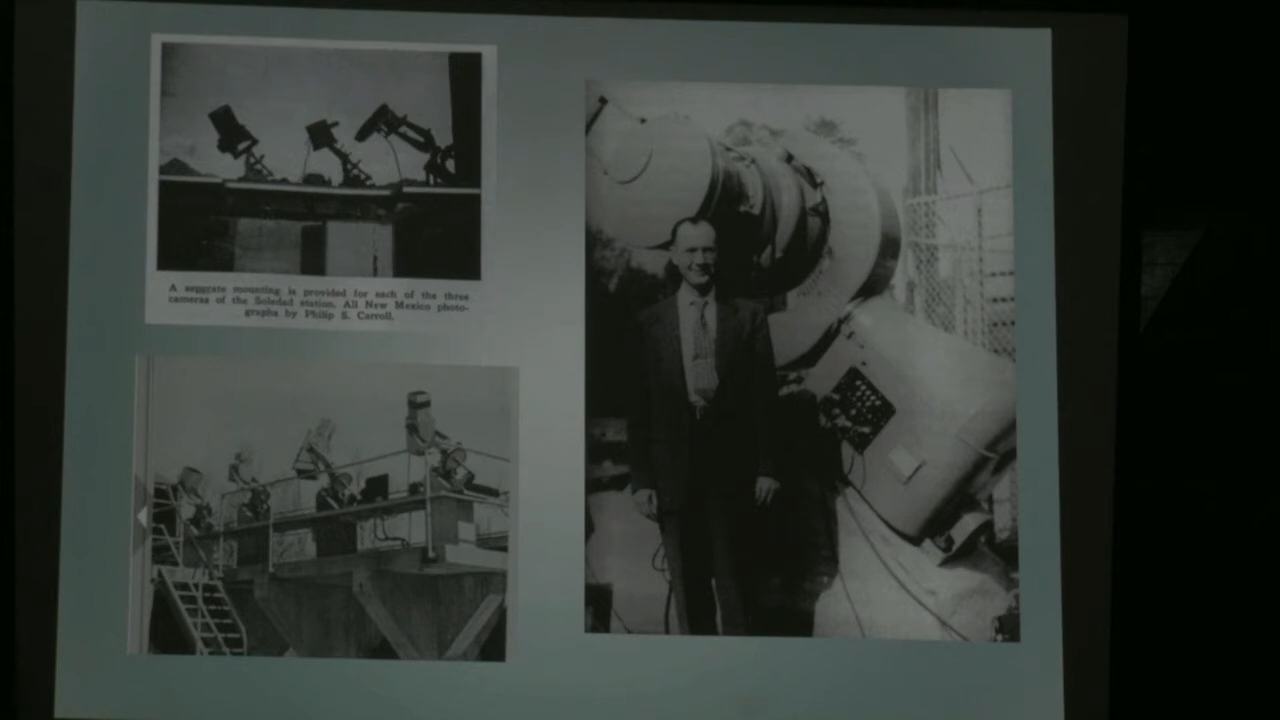 A separate mounting is provided for each of the three
cameras of the Soledad station. All New Mexico photo-
graphs by Philip S. Carroll.